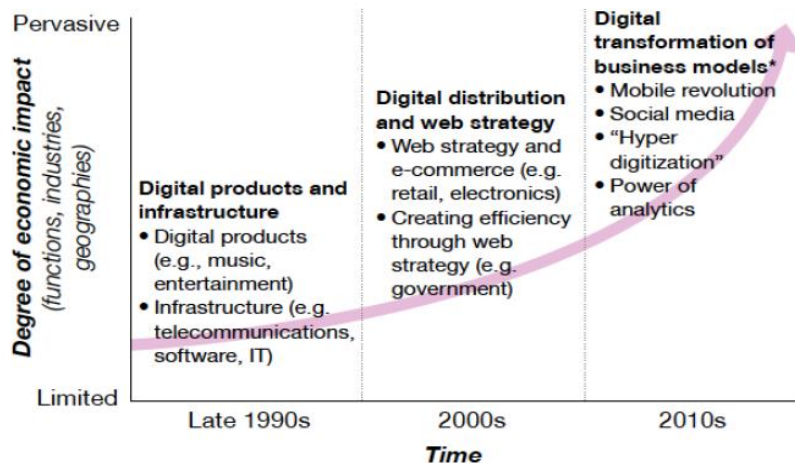 Pervasive
Degree of economic impact
(functions, industries,
geographies)
Limited
Digital products and
infrastructure
• Digital products
(e.g., music,
entertainment)
• Infrastructure (e.g.
telecommunications,
software, IT)
Digital distribution
and web strategy
• Web strategy and
e-commerce (e.g.
retail, electronics)
• Creating efficiency
through web
strategy (e.g.
government)
Digital
transformation of
business models*
• Mobile revolution
• Social media
• “Hyper
digitization”
• Power of
analytics
Late 1990s
2000s
2010s
Time